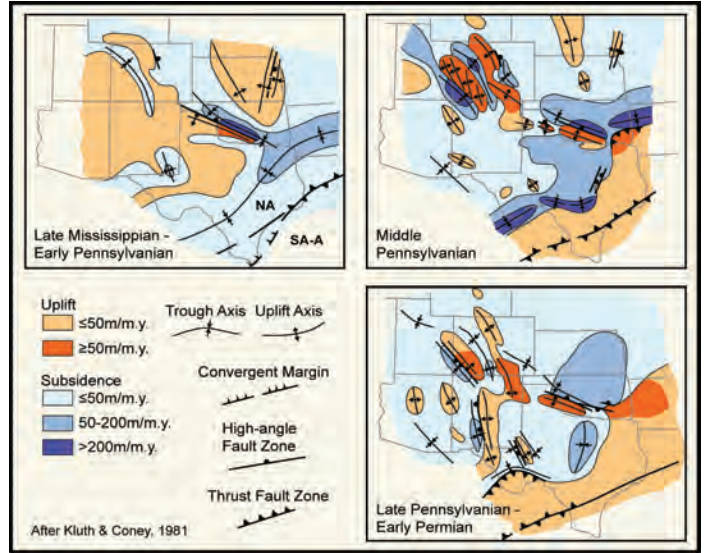 NA
SA-A
Late Mississippian -
Early Pennsylvanian
Middle
Pennsylvanian
Uplift
≤50m/m.y.
≥50m/m.y.
Subsidence
≤50m/m.y.
50-200m/m.y.
>200m/m.y.
Trough Axis
Uplift Axis
Convergent Margin
High-angle
Fault Zone
Thrust Fault Zone
After Kluth & Coney, 1981
Late Pennsylvanian -
Early Permian